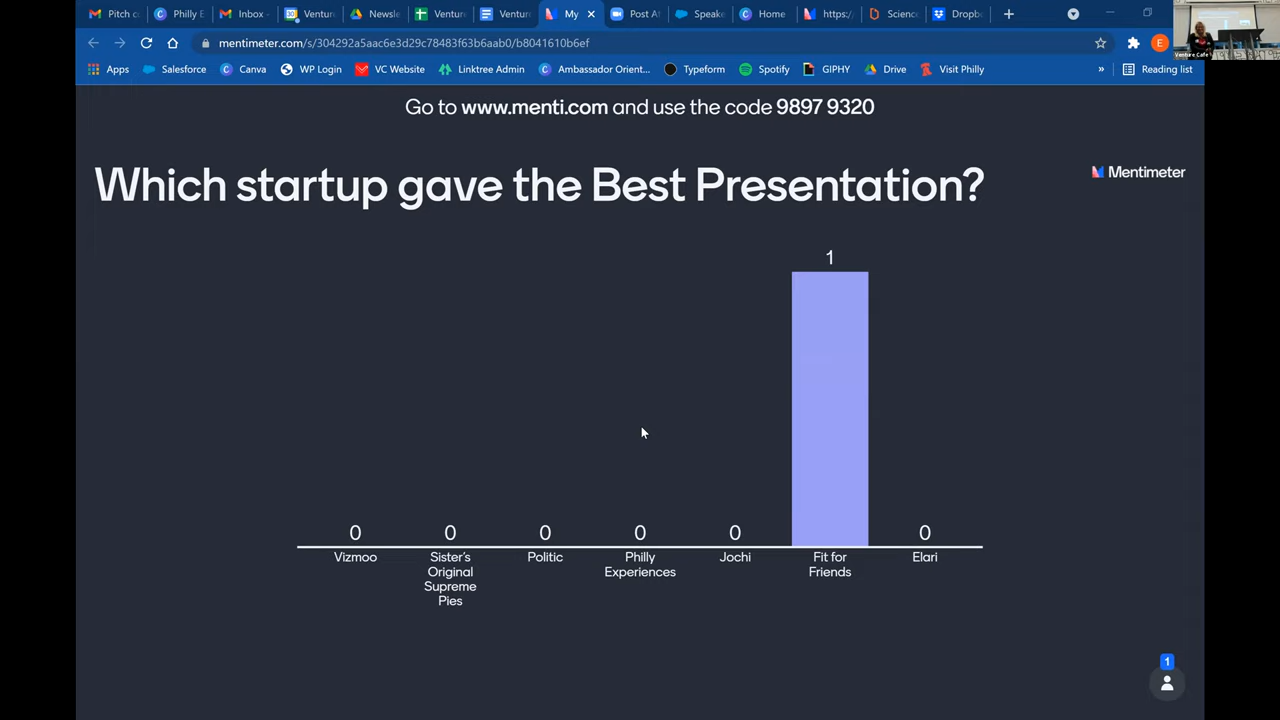 Pitch c
Philly E
Inbox
Ventur
Newsle
Ventur
Ventur
My
Post A
Speake
Home
https:/
Scienc
Dropb
mentimeter.com/s/304292a5aac6e3d29c78483f63b6aab0/b8041610b6ef
E
Apps
Salesforce
Canva
WP Login
VC Website
Linktree Admin
Ambassador Orient...
Typeform
Spotify
GIPHY
Drive
Visit Philly
»
Reading list
Venture Cafe
Go to www.menti.com and use the code 9897 9320
Which startup gave the Best Presentation?
Mentimeter
1
0
0
0
0
0
0
Vizmoo
Sister's
Original
Supreme
Pies
Politic
Philly
Experiences
Jochi
Fit for
Friends
Elari
1